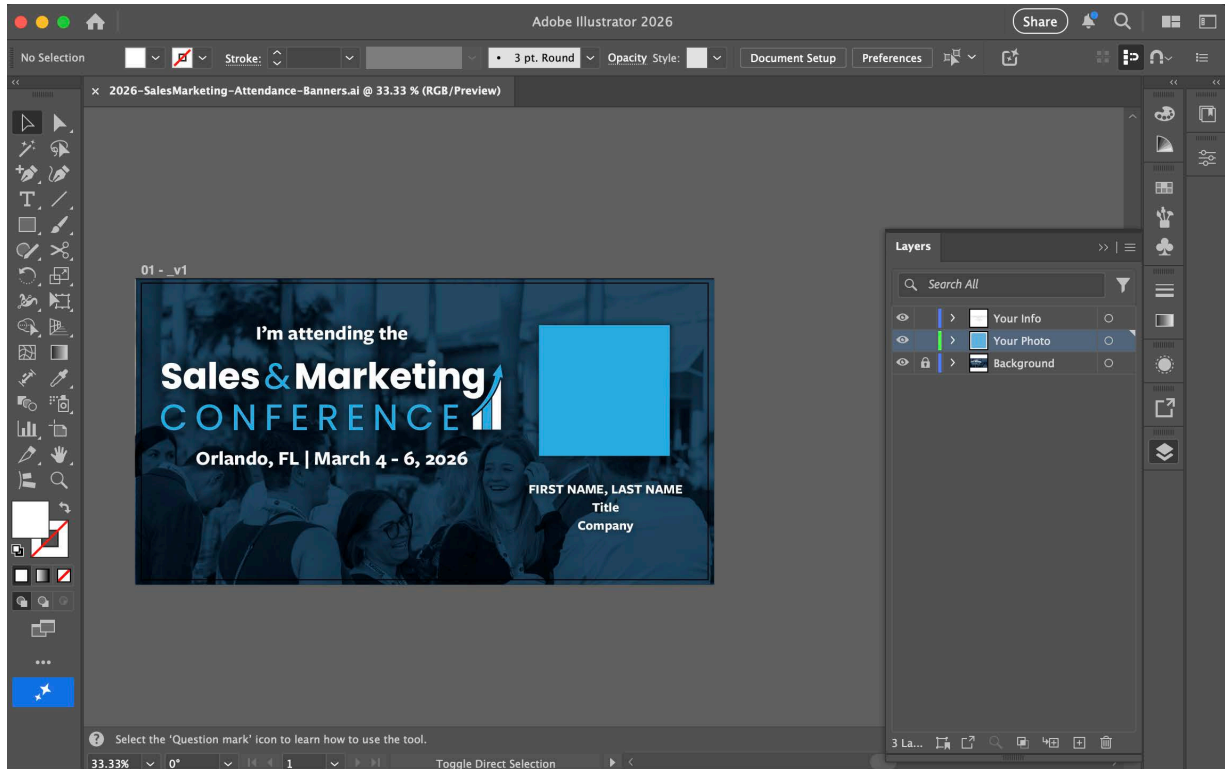 Adobe Illustrator 2026
Share
No Selection
Stroke:
3 pt. Round
Opacity
Style:
Document Setup
Preferences
× 2026-SalesMarketing-Attendance-Banners.ai @ 33.33 % (RGB/Preview)
01 - _v1
I'm attending the
Sales&Marketing
CONFERENCE
Orlando, FL | March 4 - 6, 2026
FIRST NAME, LAST NAME
Title
Company
Layers
Search All
Your Info
Your Photo
Background
3 La...
Select the 'Question mark' icon to learn how to use the tool.
33.33%
0°
1
Toggle Direct Selection